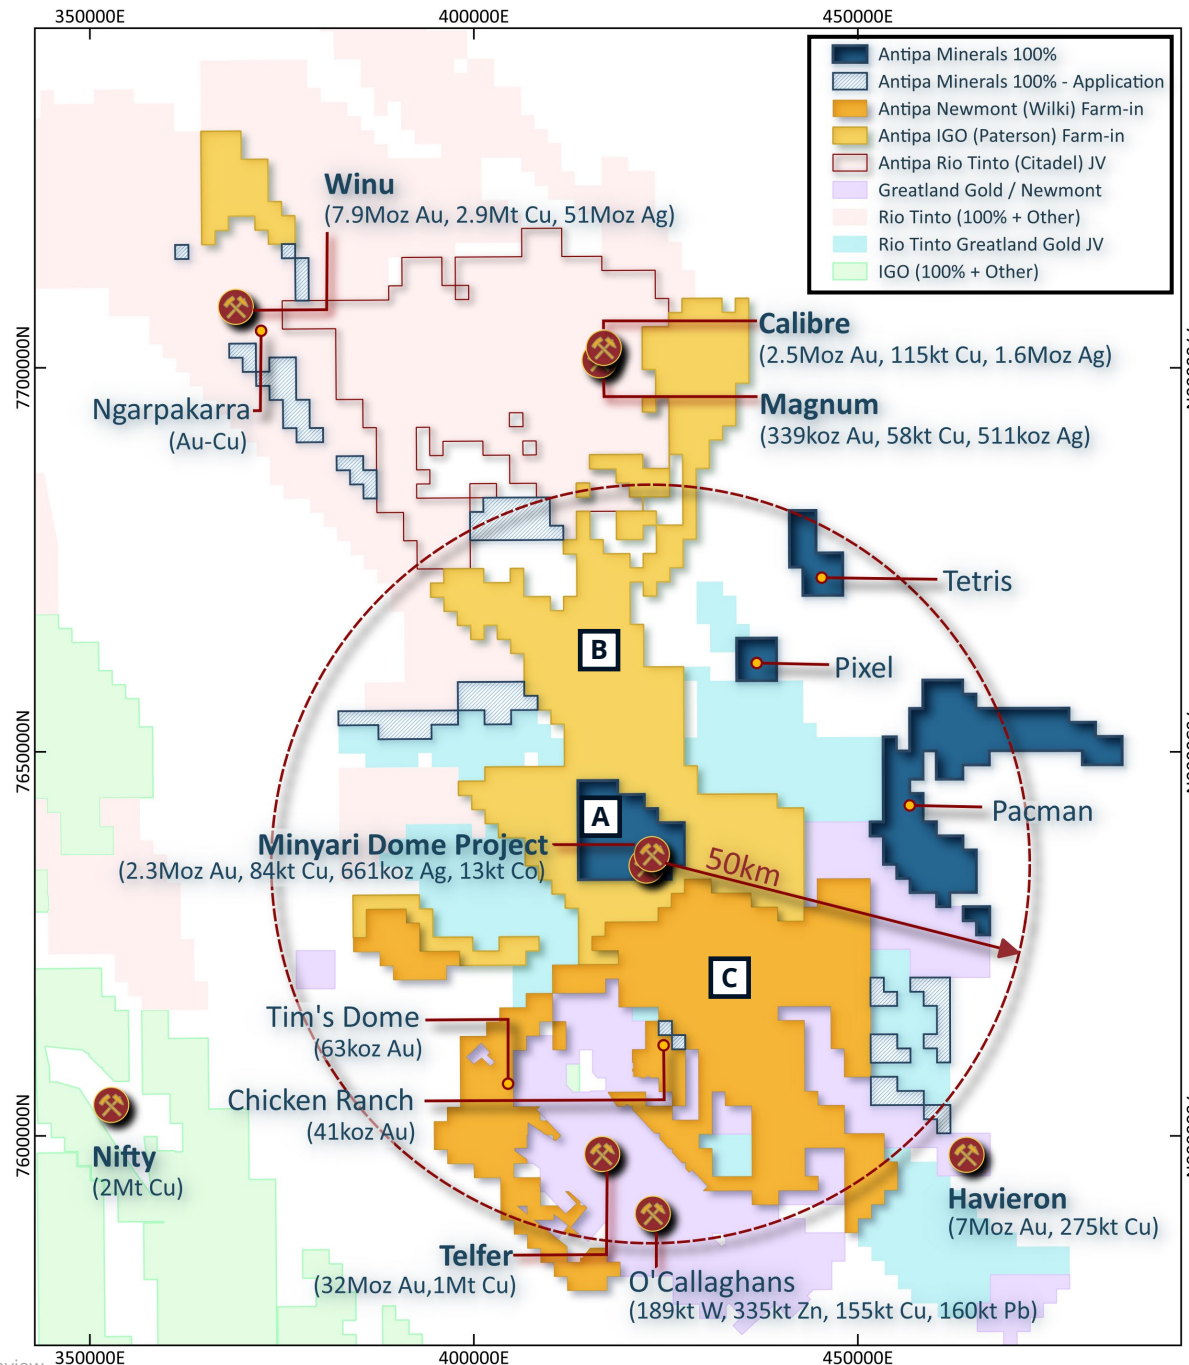 350000E
400000E
450000E
Antipa Minerals 100%
Antipa Minerals 100% - Application
Antipa Newmont (Wilki) Farm-in
Antipa IGO (Paterson) Farm-in
Antipa Rio Tinto (Citadel) JV
Greatland Gold / Newmont
Rio Tinto (100% + Other)
Rio Tinto Greatland Gold JV
IGO (100% + Other)
Winu
(7.9Moz Au, 2.9Mt Cu, 51Moz Ag)
Calibre
(2.5Moz Au, 115kt Cu, 1.6Moz Ag)
7700000N
Magnum
(339koz Au, 58kt Cu, 511koz Ag)
Ngarpakarra
(Au-Cu)
Tetris
B
Pixel
7650000N
A
Pacman
Minyari Dome Project
(2.3Moz Au, 84kt Cu, 661koz Ag, 13kt Co)
50km
C
Tim's Dome
(63koz Au)
Chicken Ranch
(41koz Au)
7600000N
Nifty
(2Mt Cu)
Havieron
(7Moz Au, 275kt Cu)
Telfer
(32Moz Au,1Mt Cu)
O'Callaghans
(189kt W, 335kt Zn, 155kt Cu, 160kt Pb)
350000E
400000E
450000E